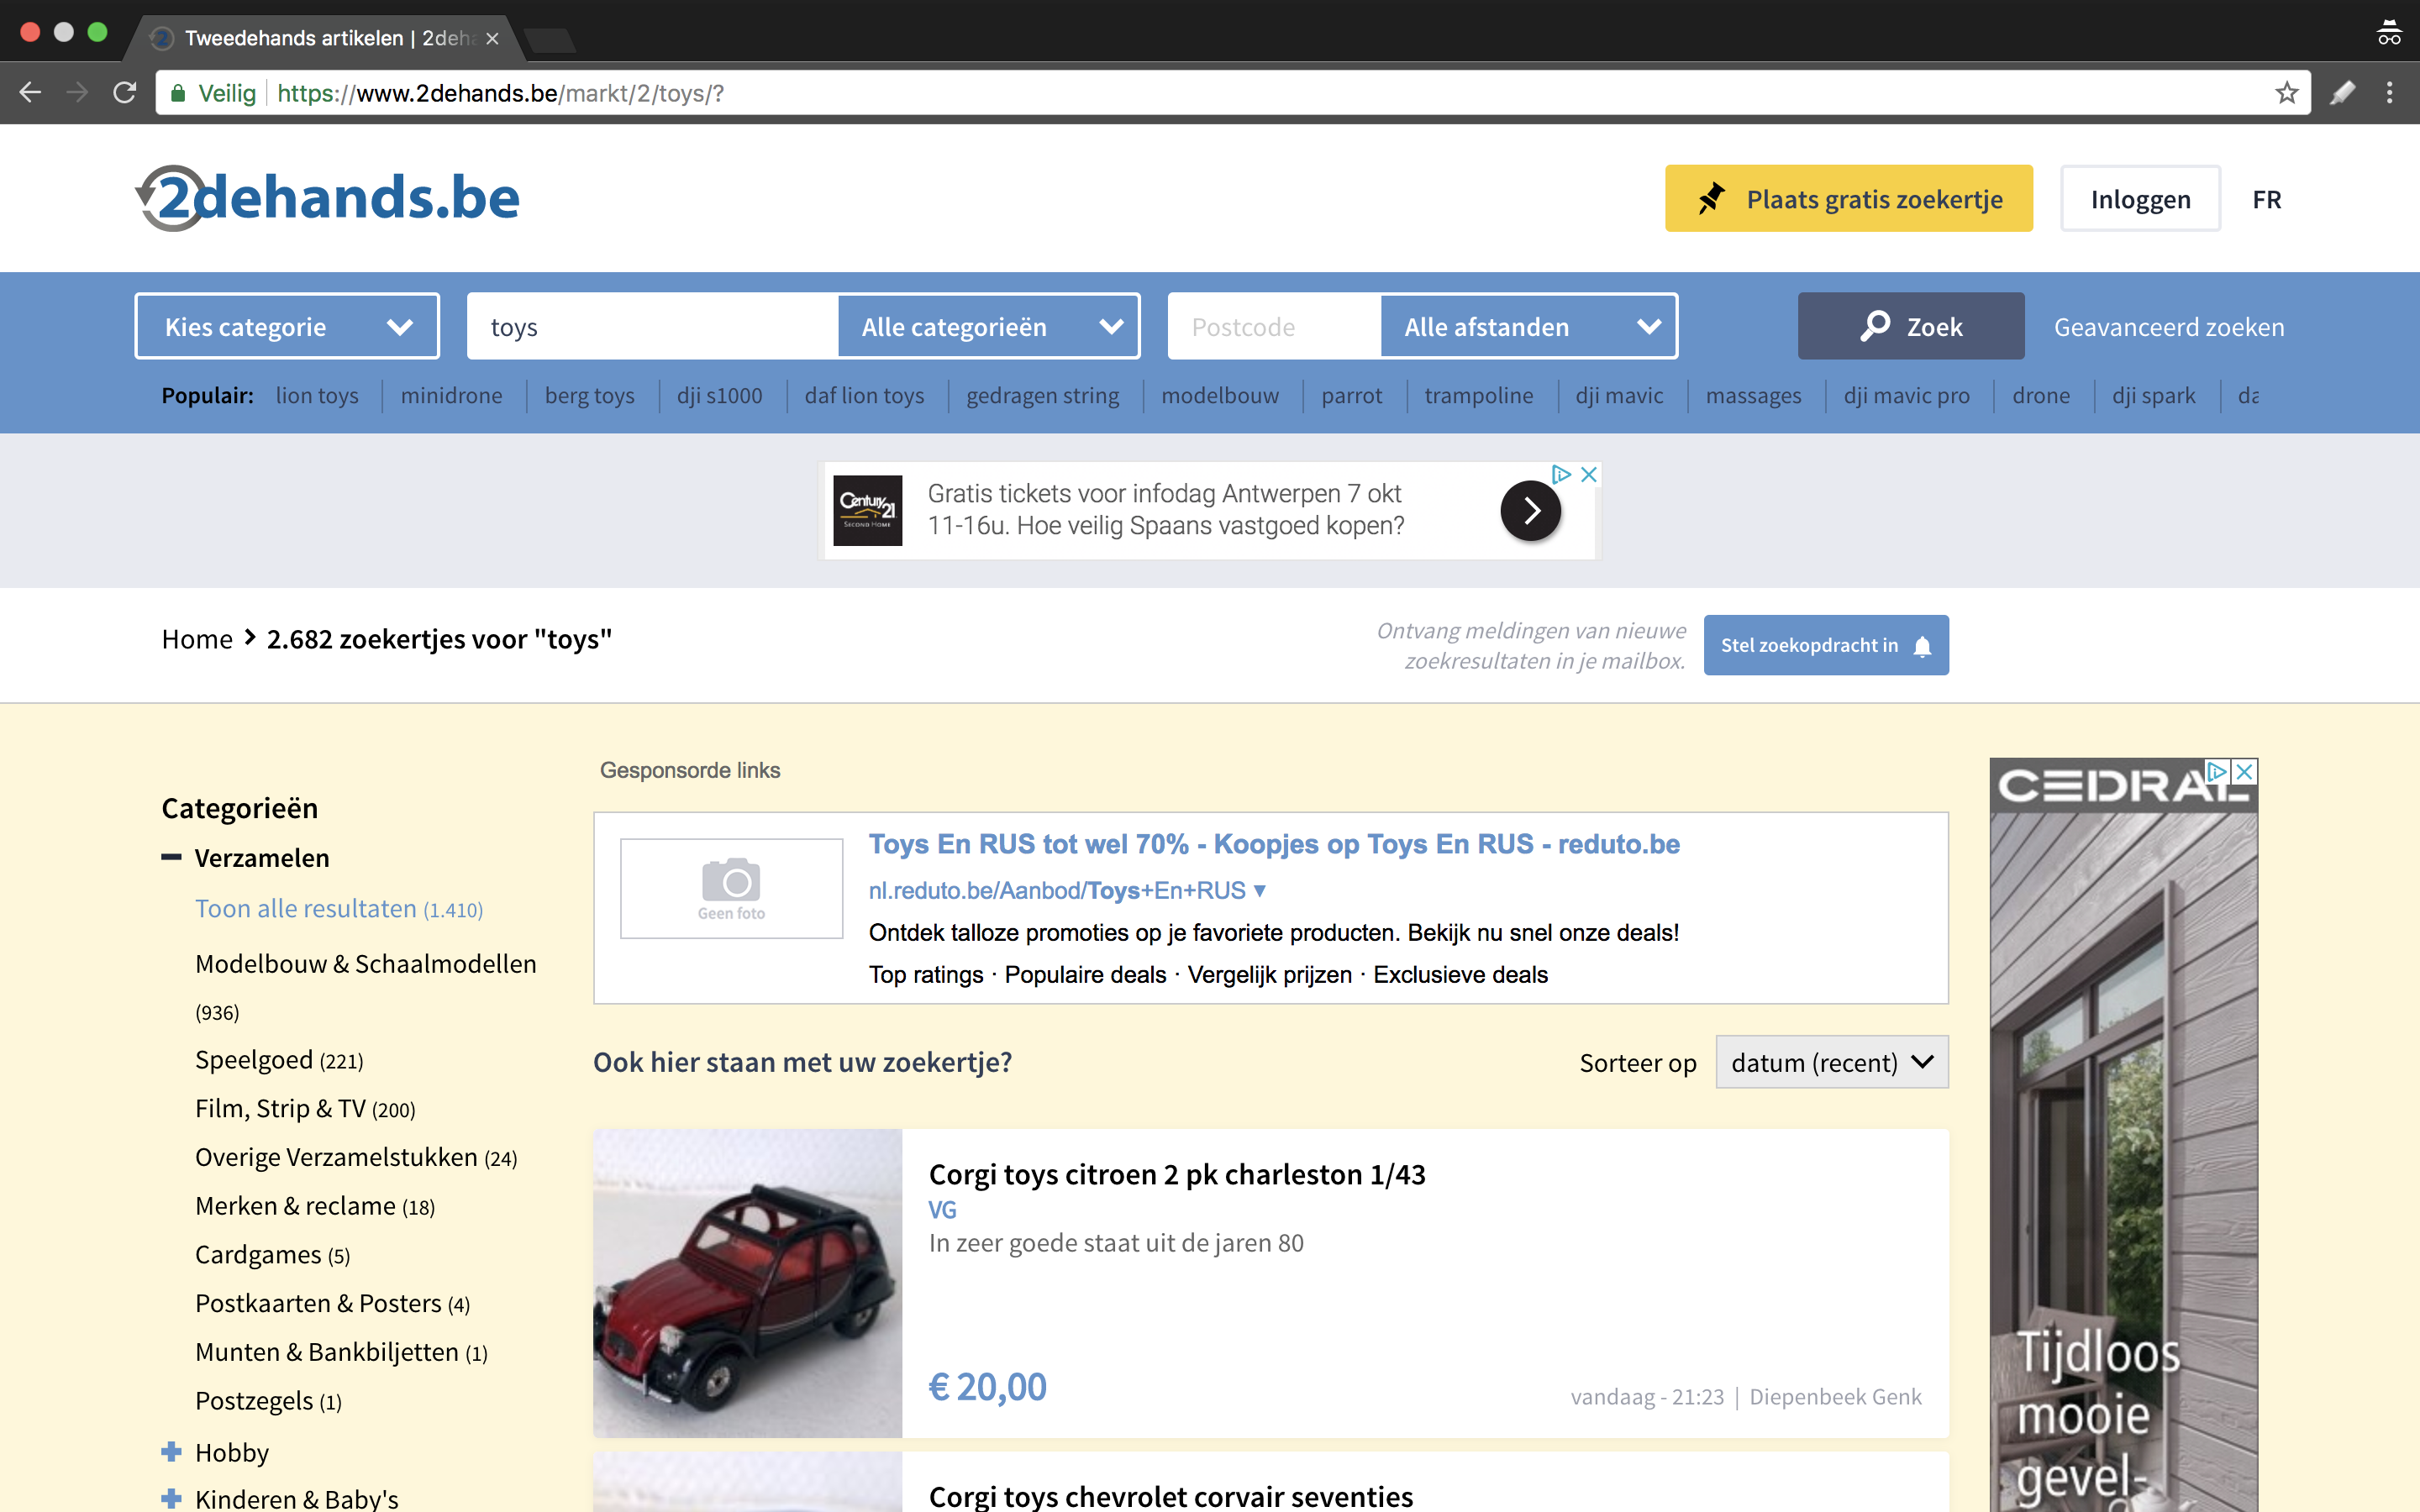 Tweedehands artikelen | 2deha
Veilig https://www.2dehands.be/markt/2/toys/?
2dehands.be
Plaats gratis zoekertje
Inloggen
FR
Kies categorie
toys
Alle categorieën
Postcode
Alle afstanden
Zoek
Geavanceerd zoeken
Populair: lion toys minidrone berg toys dji s1000 daf lion toys gedragen string modelbouw parrot trampoline dji mavic massages dji mavic pro drone dji spark
Century 21
SECOND HOME
Gratis tickets voor infodag Antwerpen 7 okt
11-16u. Hoe veilig Spaans vastgoed kopen?
Home > 2.682 zoekertjes voor "toys"
Ontvang meldingen van nieuwe
zoekresultaten in je mailbox.
Stel zoekopdracht in
Categorieën
Verzamelen
Toon alle resultaten (1.410)
Modelbouw & Schaalmodellen
(936)
Speelgoed (221)
Film, Strip & TV (200)
Overige Verzamelstukken (24)
Merken & reclame (18)
Cardgames (5)
Postkaarten & Posters (4)
Munten & Bankbiljetten (1)
Postzegels (1)
Hobby
Kinderen & Baby's
Gesponsorde links
Geen foto
Toys En RUS tot wel 70% - Koopjes op Toys En RUS - reduto.be
nl.reduto.be/Aanbod/Toys+En+RUS ▼
Ontdek talloze promoties op je favoriete producten. Bekijk nu snel onze deals!
Top ratings · Populaire deals · Vergelijk prijzen · Exclusieve deals
Ook hier staan met uw zoekertje?
Sorteer op
datum (recent)
Corgi toys citroen 2 pk charleston 1/43
VG
In zeer goede staat uit de jaren 80
€ 20,00
vandaag - 21:23 | Diepenbeek Genk
Corgi toys chevrolet corvair seventies
CEDRAL
Tijdloos
mooie
gevel-